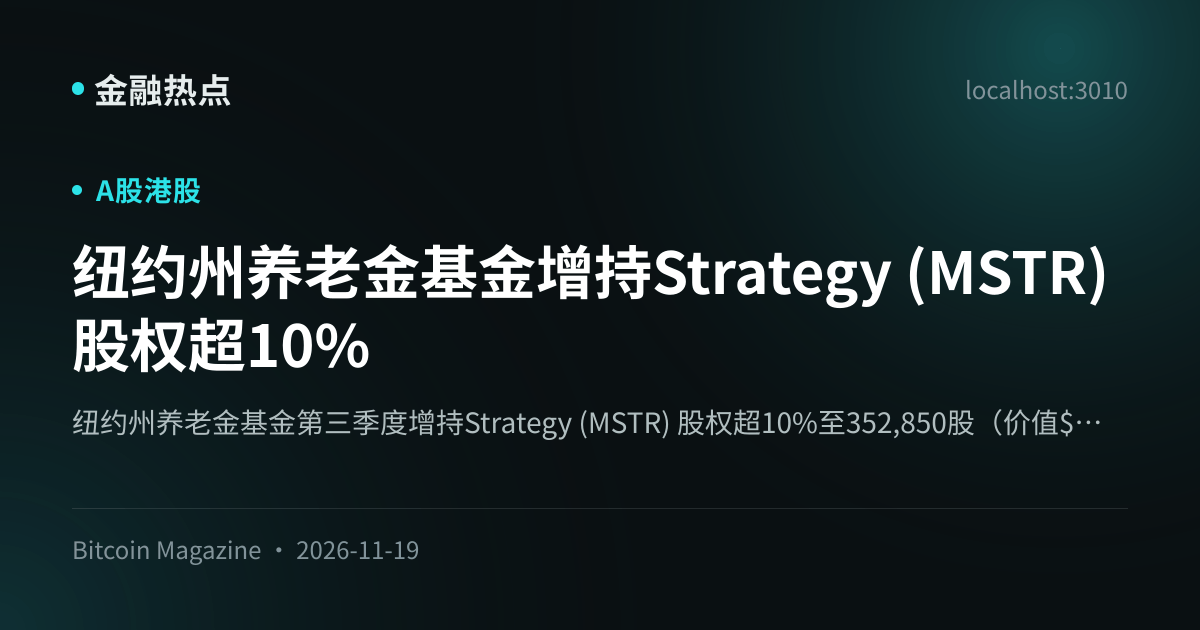 金融热点
localhost:3010
A股港股
纽约州养老金基金增持Strategy (MSTR)
股权超10%
纽约州养老金基金第三季度增持Strategy (MSTR) 股权超10%至352,850股（价值$…
Bitcoin Magazine · 2026-11-19